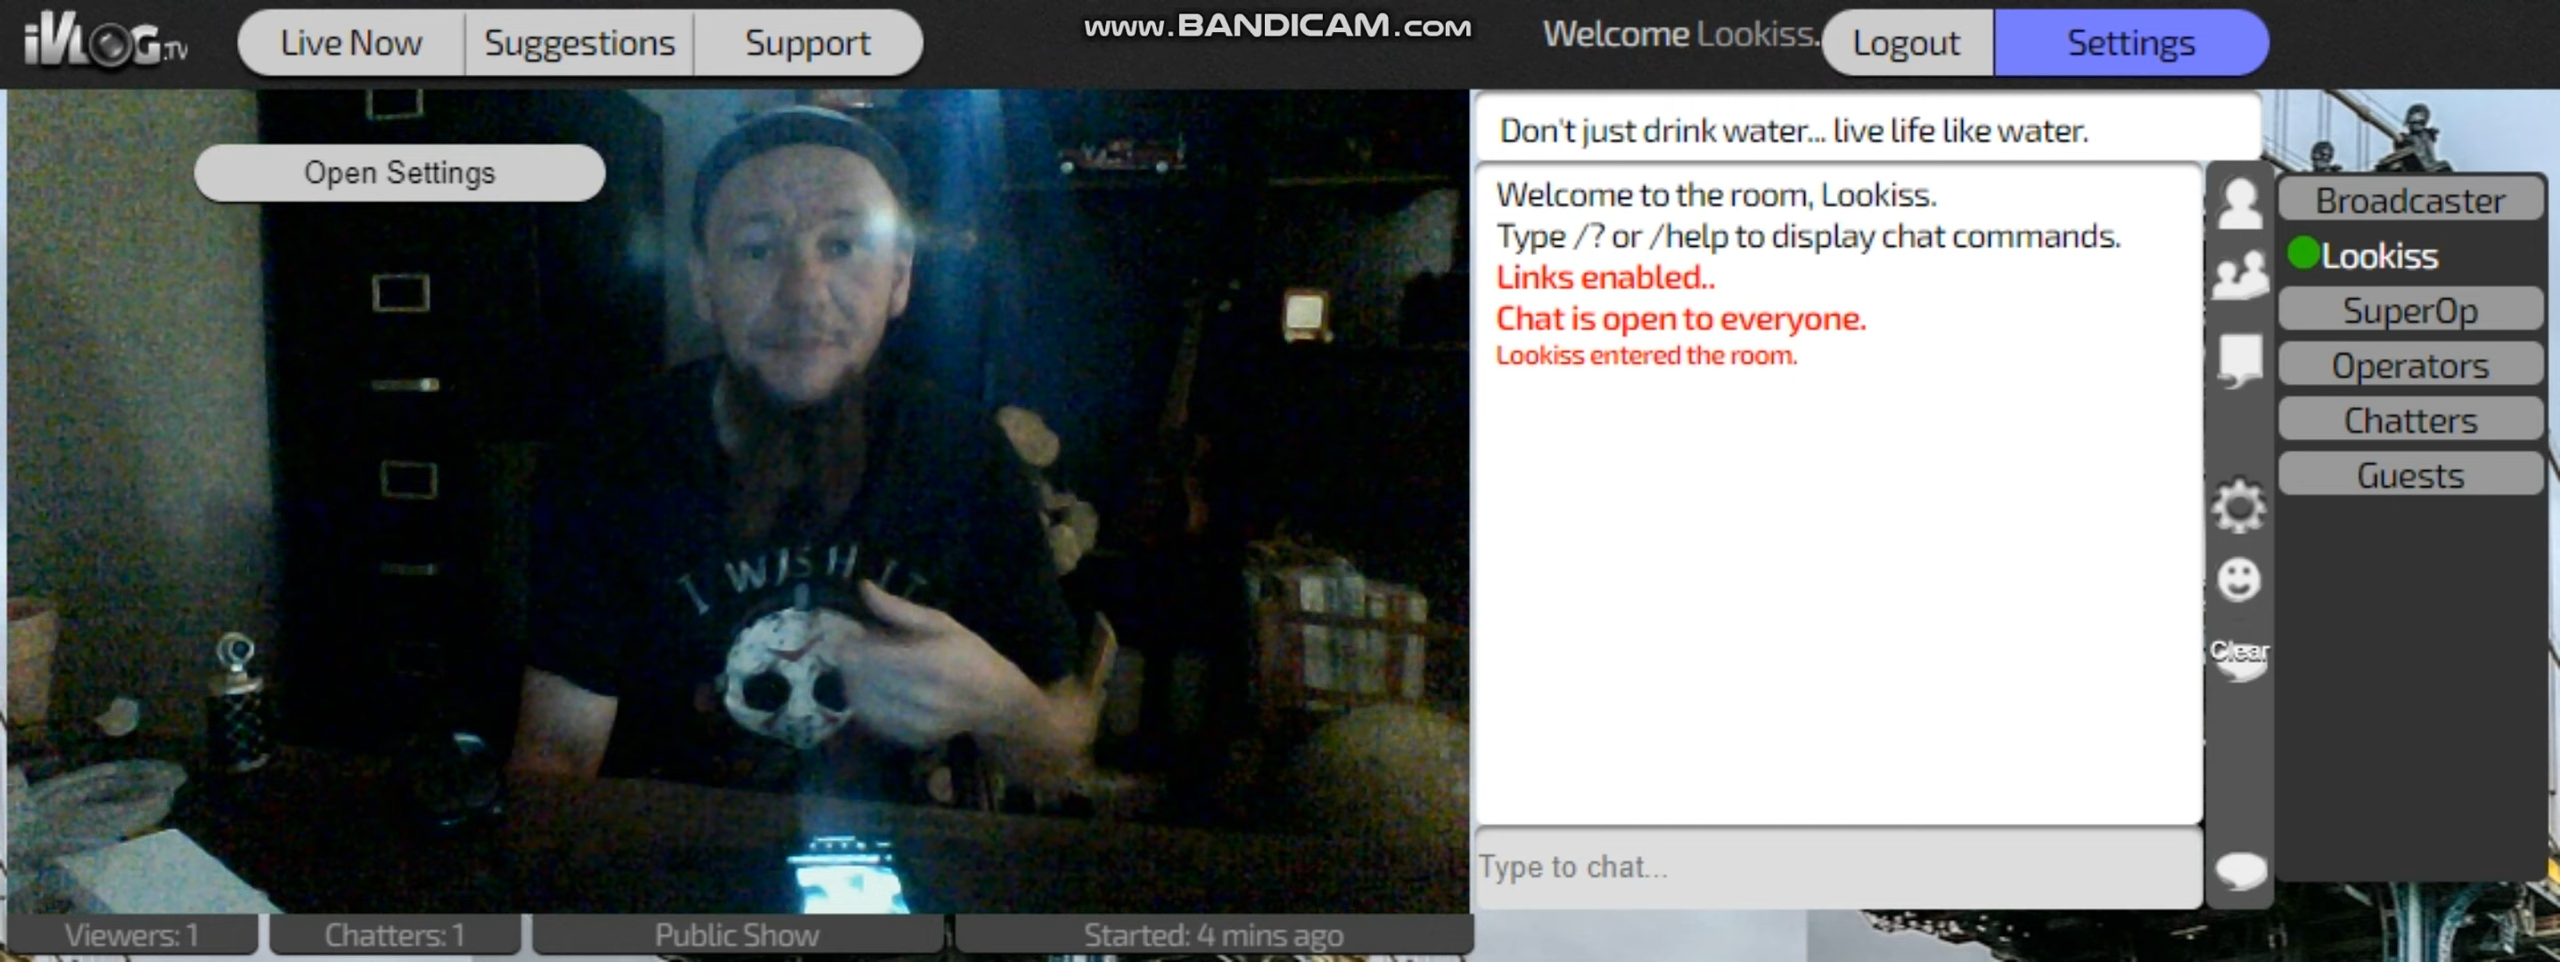 iVLOG.TV
Live Now
Suggestions
Support
www.BANDICAM.com
Welcome Lookiss.
Logout
Settings
Open Settings
I WISH IT
Don't just drink water... live life like water.
Welcome to the room, Lookiss.
Type /? or /help to display chat commands.
Links enabled..
Chat is open to everyone.
Lookiss entered the room.
Clear
Type to chat...
Broadcaster
Lookiss
SuperOp
Operators
Chatters
Guests
Viewers: 1
Chatters: 1
Public Show
Started: 4 mins ago